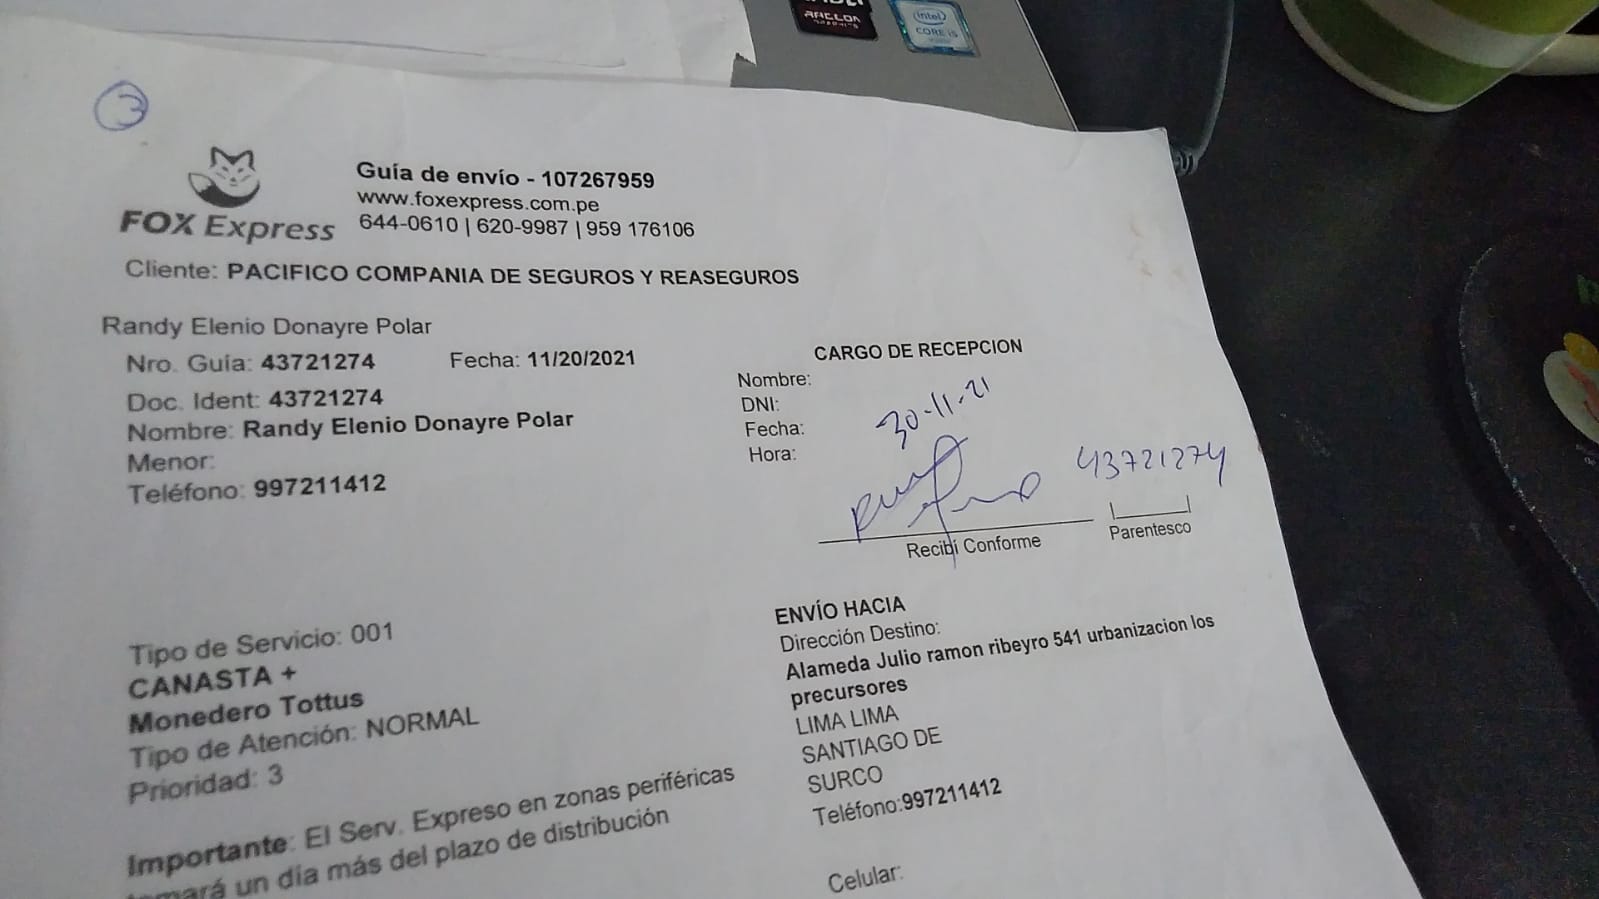 RADEON
intel
CORE i5
3
FOX Express
Guía de envío - 107267959
www.foxexpress.com.pe
644-0610 | 620-9987 | 959 176106
Cliente: PACIFICO COMPANIA DE SEGUROS Y REASEGUROS
Randy Elenio Donayre Polar
Nro. Guía: 43721274 Fecha: 11/20/2021
Doc. Ident: 43721274
Nombre: Randy Elenio Donayre Polar
Menor:
Teléfono: 997211412
CARGO DE RECEPCION
Nombre:
DNI:
Fecha: 30-11-21
Hora:
43721274
Recibí Conforme
Parentesco
Tipo de Servicio: 001
CANASTA +
Monedero Tottus
Tipo de Atención: NORMAL
Prioridad: 3
Importante: El Serv. Expreso en zonas periféricas
tomará un día más del plazo de distribución
ENVÍO HACIA
Dirección Destino:
Alameda Julio ramon ribeyro 541 urbanizacion los
precursores
LIMA LIMA
SANTIAGO DE
SURCO
Teléfono:997211412
Celular: